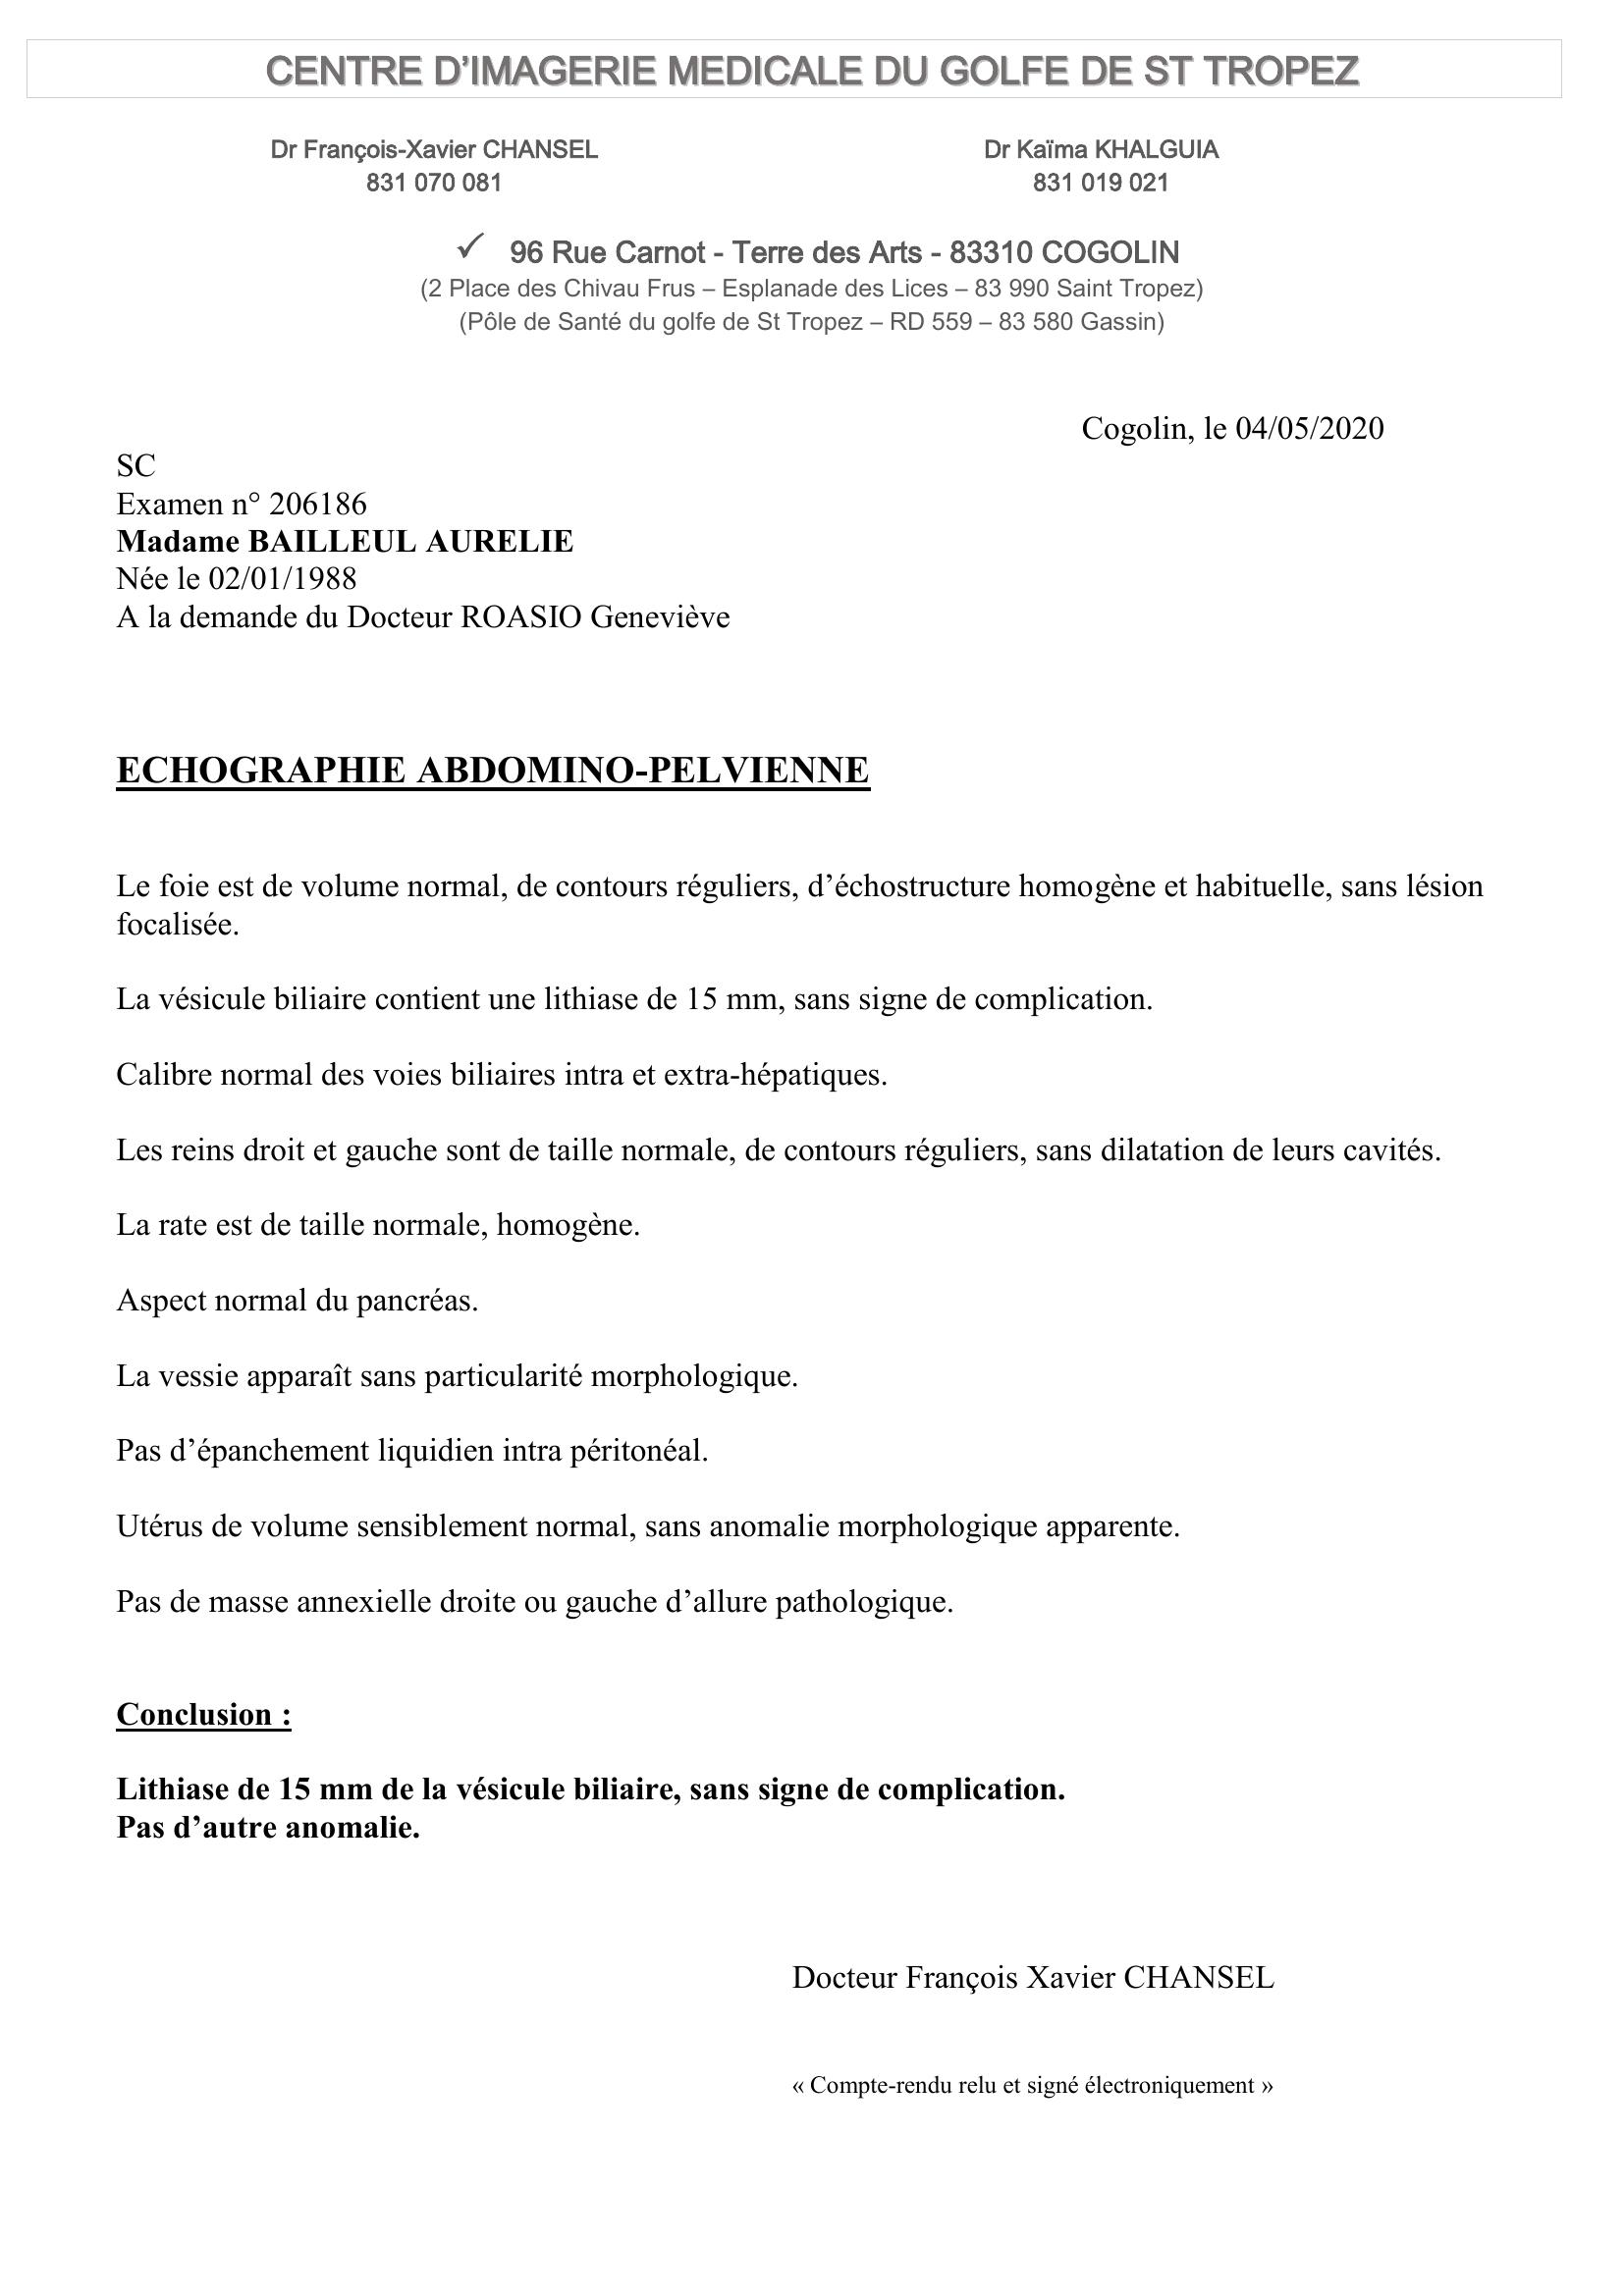 CENTRE D’IMAGERIE MEDICALE DU GOLFE DE ST TROPEZ
Dr François-Xavier CHANSEL
831 070 081
Dr Kaïma KHALGUIA
831 019 021
✓ 96 Rue Carnot - Terre des Arts - 83310 COGOLIN
(2 Place des Chivau Frus – Esplanade des Lices – 83 990 Saint Tropez)
(Pôle de Santé du golfe de St Tropez – RD 559 – 83 580 Gassin)
Cogolin, le 04/05/2020
SC
Examen n° 206186
Madame BAILLEUL AURELIE
Née le 02/01/1988
A la demande du Docteur ROASIO Geneviève
ECHOGRAPHIE ABDOMINO-PELVIENNE
Le foie est de volume normal, de contours réguliers, d’échostructure homogène et habituelle, sans lésion
focalisée.
La vésicule biliaire contient une lithiase de 15 mm, sans signe de complication.
Calibre normal des voies biliaires intra et extra-hépatiques.
Les reins droit et gauche sont de taille normale, de contours réguliers, sans dilatation de leurs cavités.
La rate est de taille normale, homogène.
Aspect normal du pancréas.
La vessie apparaît sans particularité morphologique.
Pas d’épanchement liquidien intra péritonéal.
Utérus de volume sensiblement normal, sans anomalie morphologique apparente.
Pas de masse annexielle droite ou gauche d’allure pathologique.
Conclusion :
Lithiase de 15 mm de la vésicule biliaire, sans signe de complication.
Pas d’autre anomalie.
Docteur François Xavier CHANSEL
« Compte-rendu relu et signé électroniquement »